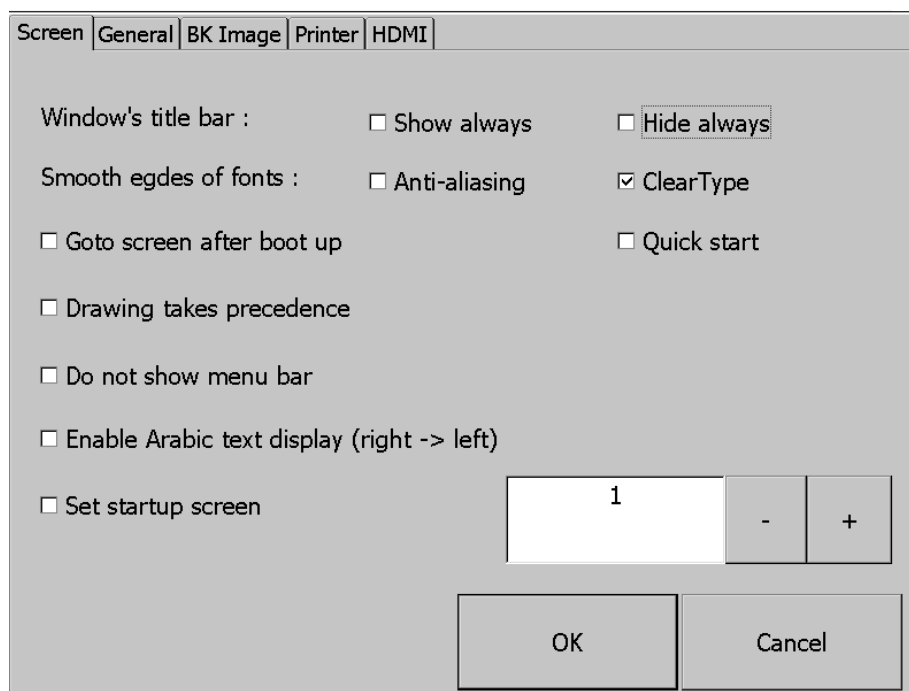 Screen General BK Image Printer HDMI
Window's title bar : Show always Hide always
Smooth egdes of fonts : Anti-aliasing ClearType
Goto screen after boot up Quick start
Drawing takes precedence
Do not show menu bar
Enable Arabic text display (right -> left)
Set startup screen 1 - +
OK Cancel